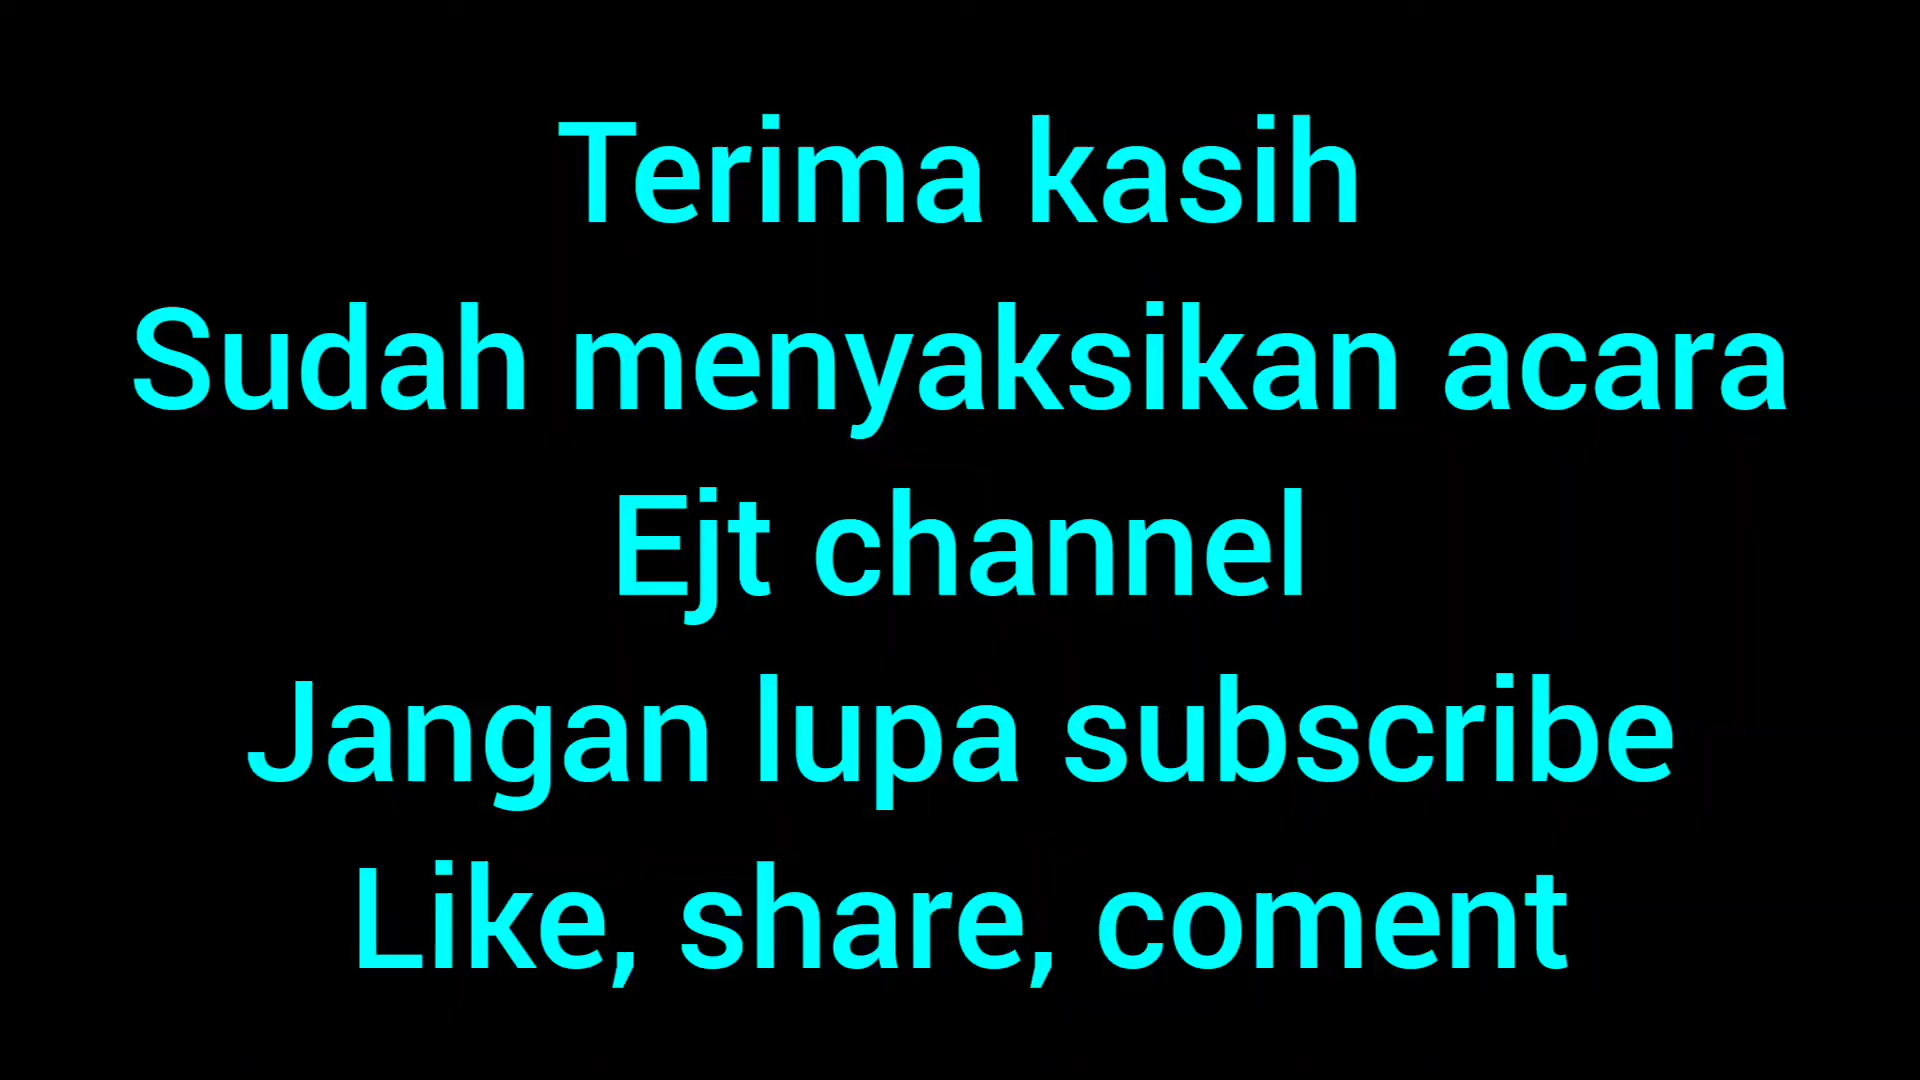 Terima kasih
Sudah menyaksikan acara
Ejt channel
Jangan lupa subscribe
Like, share, coment